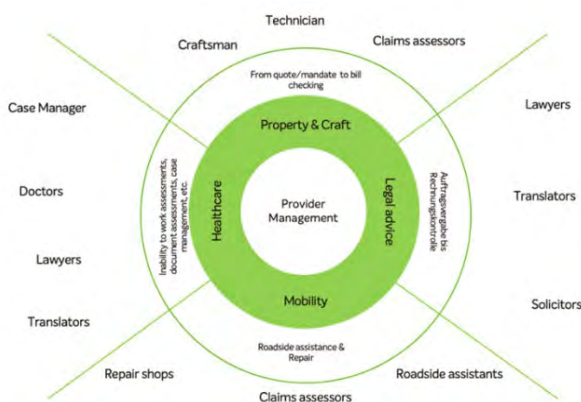 Technician
Craftsman
Claims assessors
From quote/mandate to bill
checking
Case Manager
Lawyers
Property & Craft
Doctors
Inability to work assessments,
document assessments, case
management, etc.
Healthcare
Provider
Management
Legal advice
Auftragsvergabe bis
Rechnungskontrolle
Translators
Lawyers
Mobility
Solicitors
Translators
Roadside assistance &
Repair
Repair shops
Roadside assistants
Claims assessors